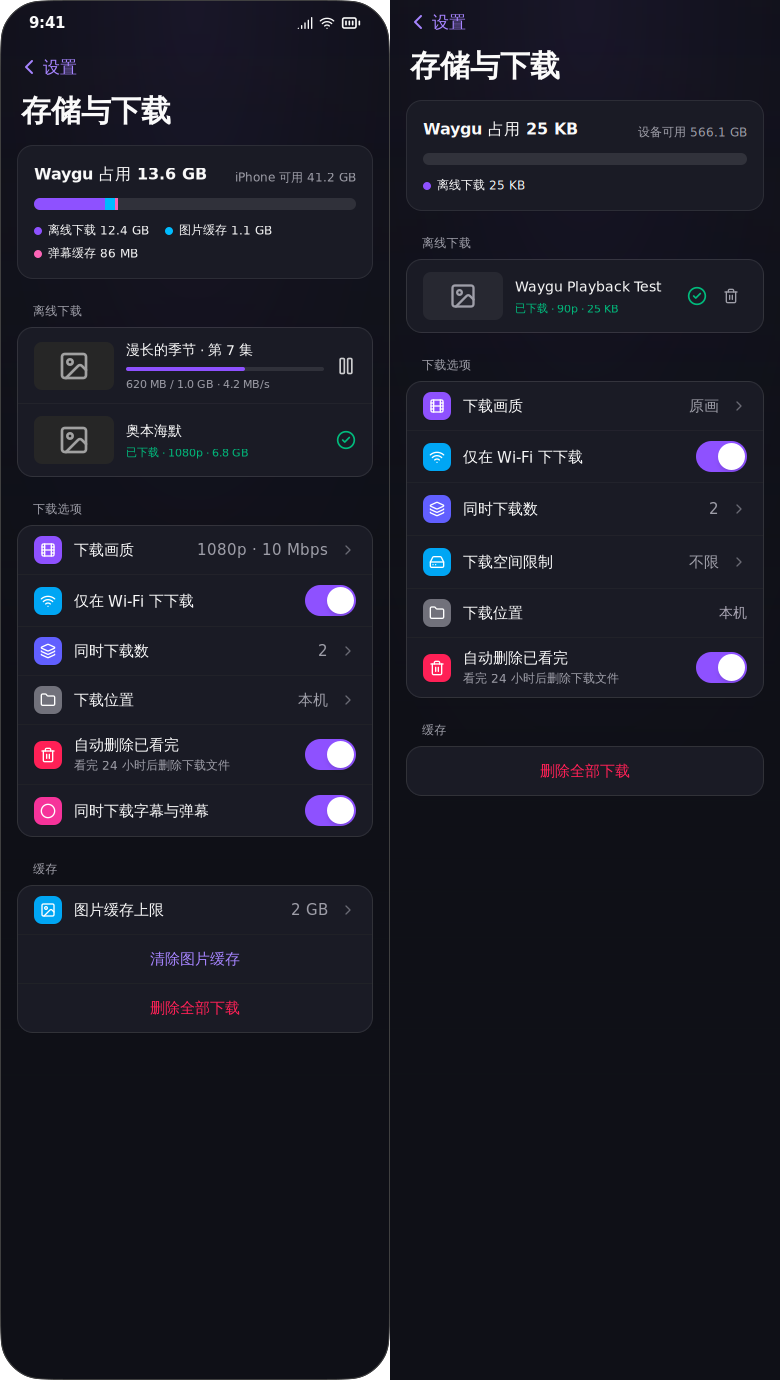 9:41
设置
存储与下载
Waygu 占用 13.6 GB
iPhone 可用 41.2 GB
离线下载 12.4 GB
图片缓存 1.1 GB
弹幕缓存 86 MB
离线下载
漫长的季节 · 第 7 集
620 MB / 1.0 GB · 4.2 MB/s
奥本海默
已下载 · 1080p · 6.8 GB
下载选项
下载画质
1080p · 10 Mbps
仅在 Wi-Fi 下下载
同时下载数
2
下载位置
本机
自动删除已看完
看完 24 小时后删除下载文件
同时下载字幕与弹幕
缓存
图片缓存上限
2 GB
清除图片缓存
删除全部下载
设置
存储与下载
Waygu 占用 25 KB
设备可用 566.1 GB
离线下载 25 KB
离线下载
Waygu Playback Test
已下载 · 90p · 25 KB
下载选项
下载画质
原画
仅在 Wi-Fi 下下载
同时下载数
2
下载空间限制
不限
下载位置
本机
自动删除已看完
看完 24 小时后删除下载文件
缓存
删除全部下载